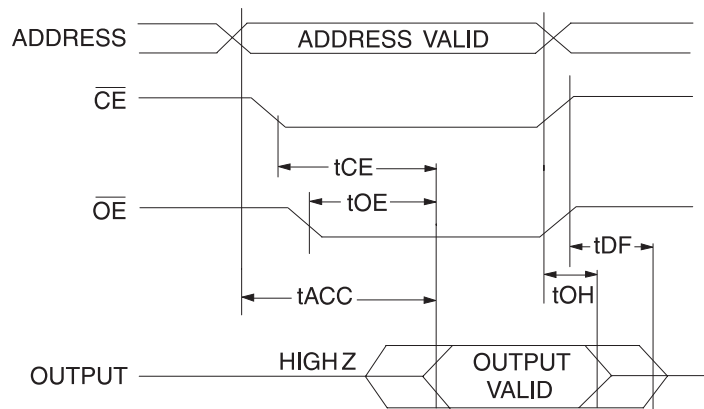 ADDRESS
ADDRESS VALID
CE
tCE
tOE
OE
tDF
tACC
tOH
OUTPUT
HIGH Z
OUTPUT
VALID